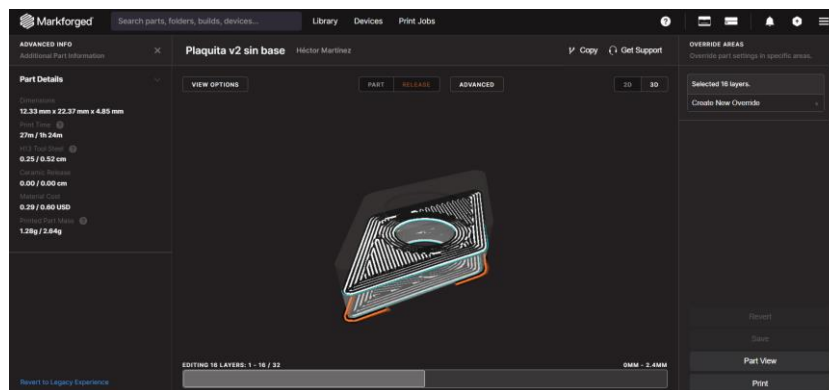 Markforged
Search parts, folders, builds, devices...
Library
Devices
Print Jobs
ADVANCED INFO
Additional Part Information
Plaquita v2 sin base
Héctor Martínez
Copy
Get Support
OVERRIDE AREAS
Override part settings in specific areas.
Part Details
VIEW OPTIONS
PART
RELEASE
ADVANCED
2D
3D
Selected 16 layers.
Create New Override
Dimensions
12.33 mm x 22.37 mm x 4.85 mm
Print Time
27m / 1h 24m
H13 Tool Steel
0.25 / 0.52 cm
Ceramic Release
0.00 / 0.00 cm
Material Cost
0.29 / 0.60 USD
Printed Part Mass
1.28g / 2.64g
Revert
Save
Part View
Print
EDITING 16 LAYERS: 1 - 16 / 32
0MM - 2.4MM
Revert to Legacy Experience